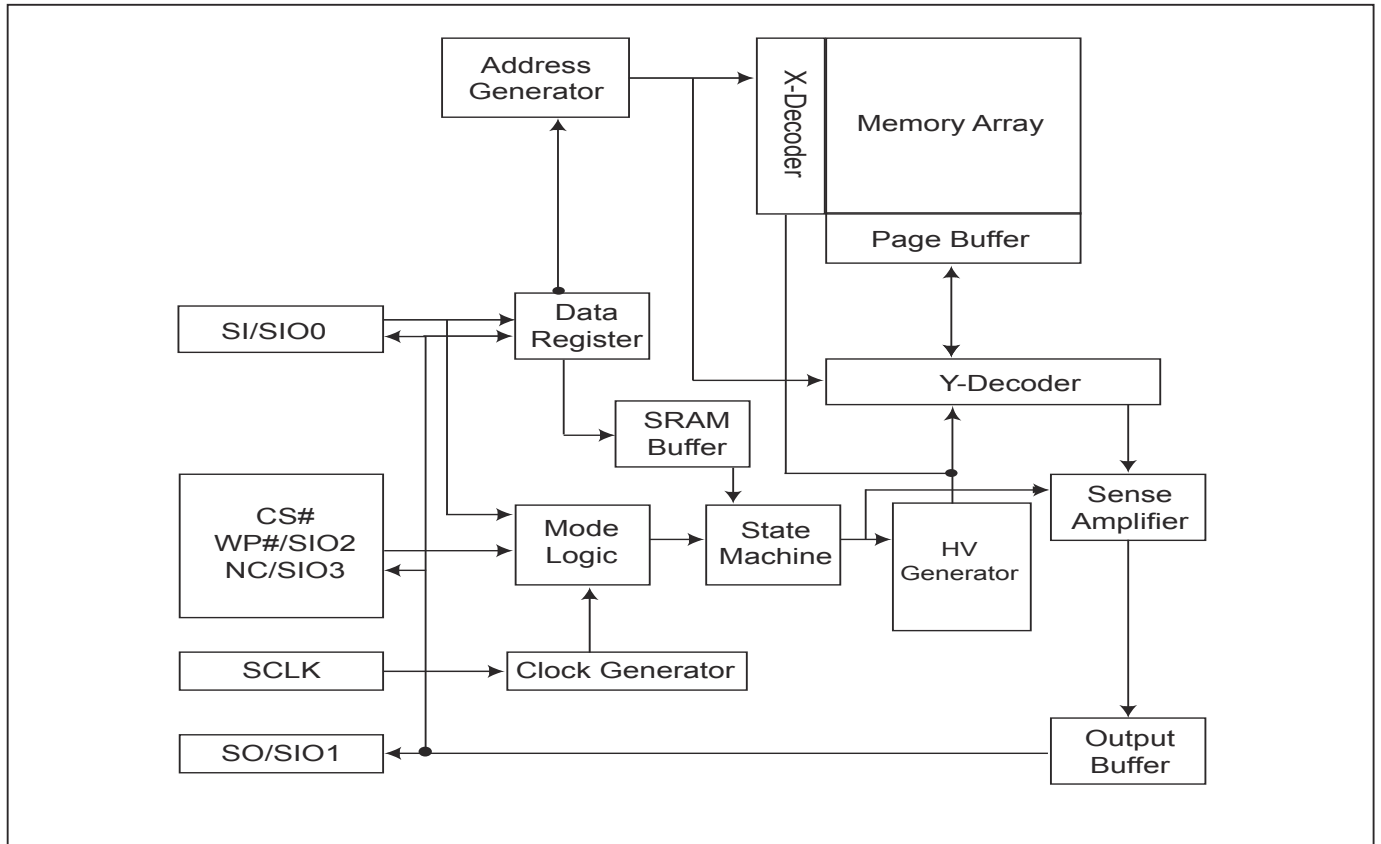 Address
Generator
X-Decoder
Memory Array
Page Buffer
SI/SIO0
Data
Register
Y-Decoder
SRAM
Buffer
CS#
WP#/SIO2
NC/SIO3
Mode
Logic
State
Machine
HV
Generator
Sense
Amplifier
SCLK
Clock Generator
SO/SIO1
Output
Buffer